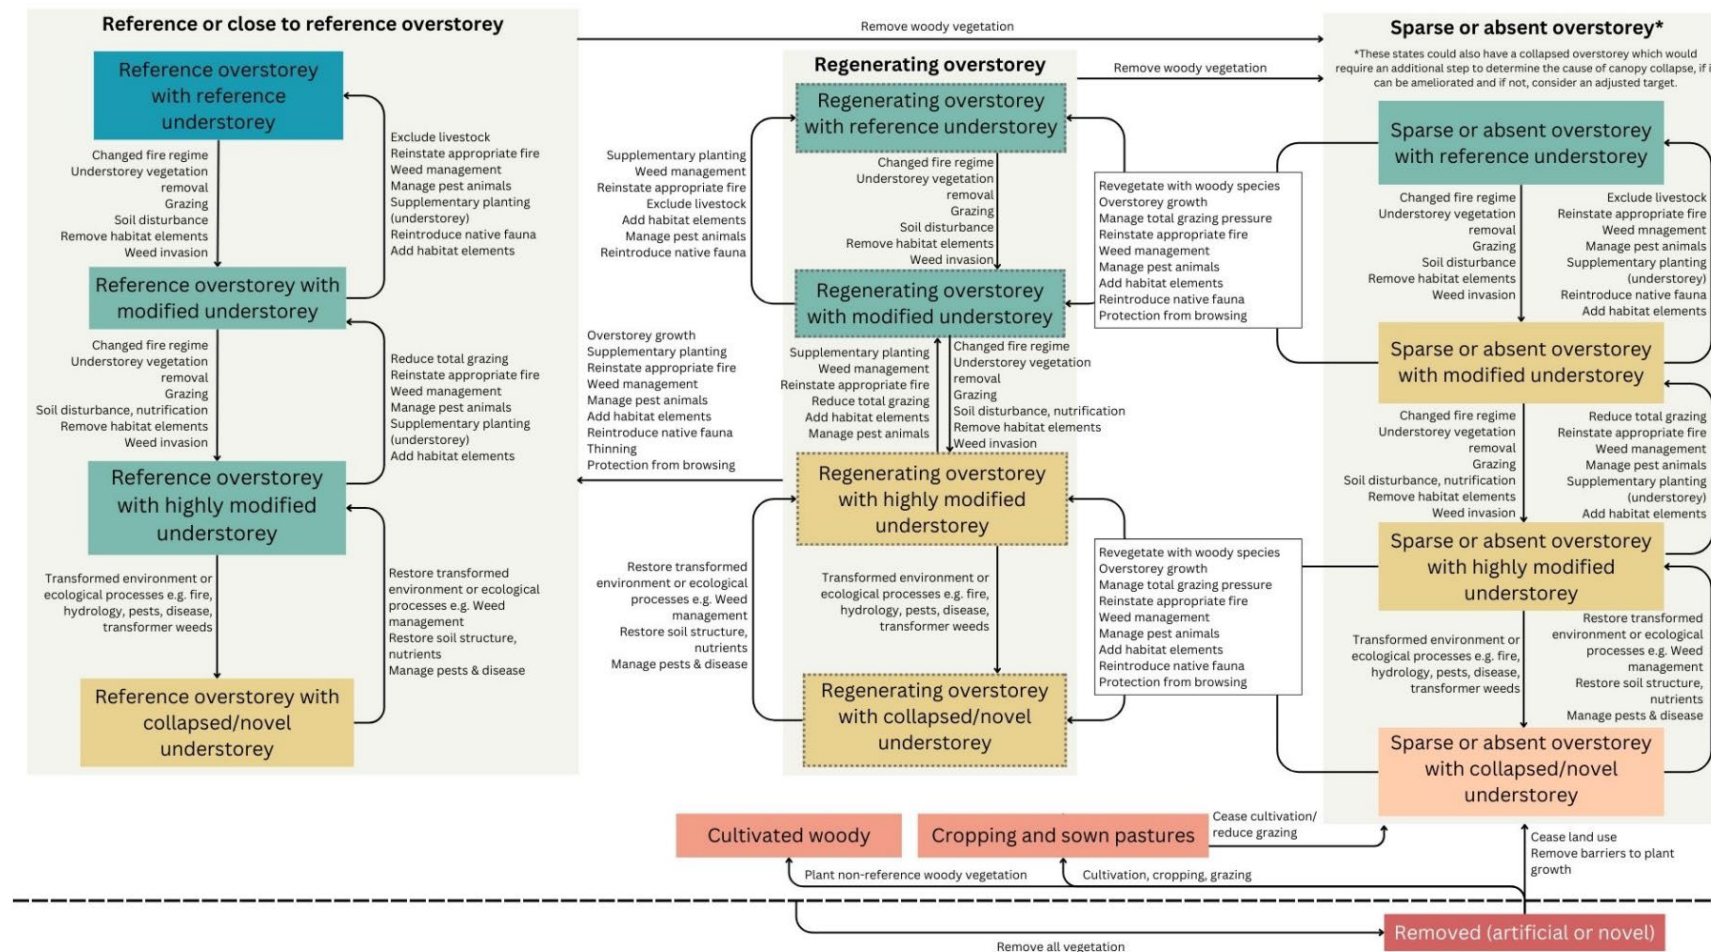 Reference or close to reference overstorey
Reference overstorey
with reference
understorey
Changed fire regime
Understorey vegetation
removal
Grazing
Soil disturbance
Remove habitat elements
Weed invasion
Exclude livestock
Reinstate appropriate fire
Weed management
Manage pest animals
Supplementary planting
(understorey)
Reintroduce native fauna
Add habitat elements
Reference overstorey with
modified understorey
Changed fire regime
Understorey vegetation
removal
Grazing
Soil disturbance, nutrification
Remove habitat elements
Weed invasion
Reduce total grazing
Reinstate appropriate fire
Weed management
Manage pest animals
Supplementary planting
(understorey)
Add habitat elements
Reference overstorey
with highly modified
understorey
Transformed environment or
ecological processes e.g. fire,
hydrology, pests, disease,
transformer weeds
Restore transformed
environment or ecological
processes e.g. Weed
management
Restore soil structure,
nutrients
Manage pests & disease
Reference overstorey with
collapsed/novel
understorey
Remove woody vegetation
Overstorey growth
Supplementary planting
Reinstate appropriate fire
Weed management
Manage pest animals
Add habitat elements
Reintroduce native fauna
Thinning
Protection from browsing
Regenerating overstorey
Remove woody vegetation
Regenerating overstorey
with reference understorey
Supplementary planting
Weed management
Reinstate appropriate fire
Exclude livestock
Add habitat elements
Manage pest animals
Reintroduce native fauna
Changed fire regime
Understorey vegetation
removal
Grazing
Soil disturbance
Remove habitat elements
Weed invasion
Regenerating overstorey
with modified understorey
Supplementary planting
Weed management
Reinstate appropriate fire
Reduce total grazing
Add habitat elements
Manage pest animals
Changed fire regime
Understorey vegetation
removal
Grazing
Soil disturbance, nutrification
Remove habitat elements
Weed invasion
Regenerating overstorey
with highly modified
understorey
Restore transformed
environment or ecological
processes e.g. Weed
management
Restore soil structure,
nutrients
Manage pests & disease
Transformed environment or
ecological processes e.g. fire,
hydrology, pests, disease,
transformer weeds
Regenerating overstorey
with collapsed/novel
understorey
Revegetate with woody species
Overstorey growth
Manage total grazing pressure
Reinstate appropriate fire
Weed management
Manage pest animals
Add habitat elements
Reintroduce native fauna
Protection from browsing
Revegetate with woody species
Overstorey growth
Manage total grazing pressure
Reinstate appropriate fire
Weed management
Manage pest animals
Add habitat elements
Reintroduce native fauna
Protection from browsing
Sparse or absent overstorey*
*These states could also have a collapsed overstorey which would
require an additional step to determine the cause of canopy collapse, if i
can be ameliorated and if not, consider an adjusted target.
Sparse or absent overstorey
with reference understorey
Changed fire regime
Understorey vegetation
removal
Grazing
Soil disturbance
Remove habitat elements
Weed invasion
Exclude livestock
Reinstate appropriate fire
Weed mnagement
Manage pest animals
Supplementary planting
(understorey)
Reintroduce native fauna
Add habitat elements
Sparse or absent overstorey
with modified understorey
Changed fire regime
Understorey vegetation
removal
Grazing
Soil disturbance, nutrification
Remove habitat elements
Weed invasion
Reduce total grazing
Reinstate appropriate fire
Weed management
Manage pest animals
Supplementary planting
(understorey)
Add habitat elements
Sparse or absent overstorey
with highly modified
understorey
Transformed environment or
ecological processes e.g. fire,
hydrology, pests, disease,
transformer weeds
Restore transformed
environment or ecological
processes e.g. Weed
management
Restore soil structure,
nutrients
Manage pests & disease
Sparse or absent overstorey
with collapsed/novel
understorey
Cultivated woody
Cropping and sown pastures
Cease cultivation/
reduce grazing
Cease land use
Remove barriers to plant
growth
Plant non-reference woody vegetation
Cultivation, cropping, grazing
Removed (artificial or novel)
Remove all vegetation